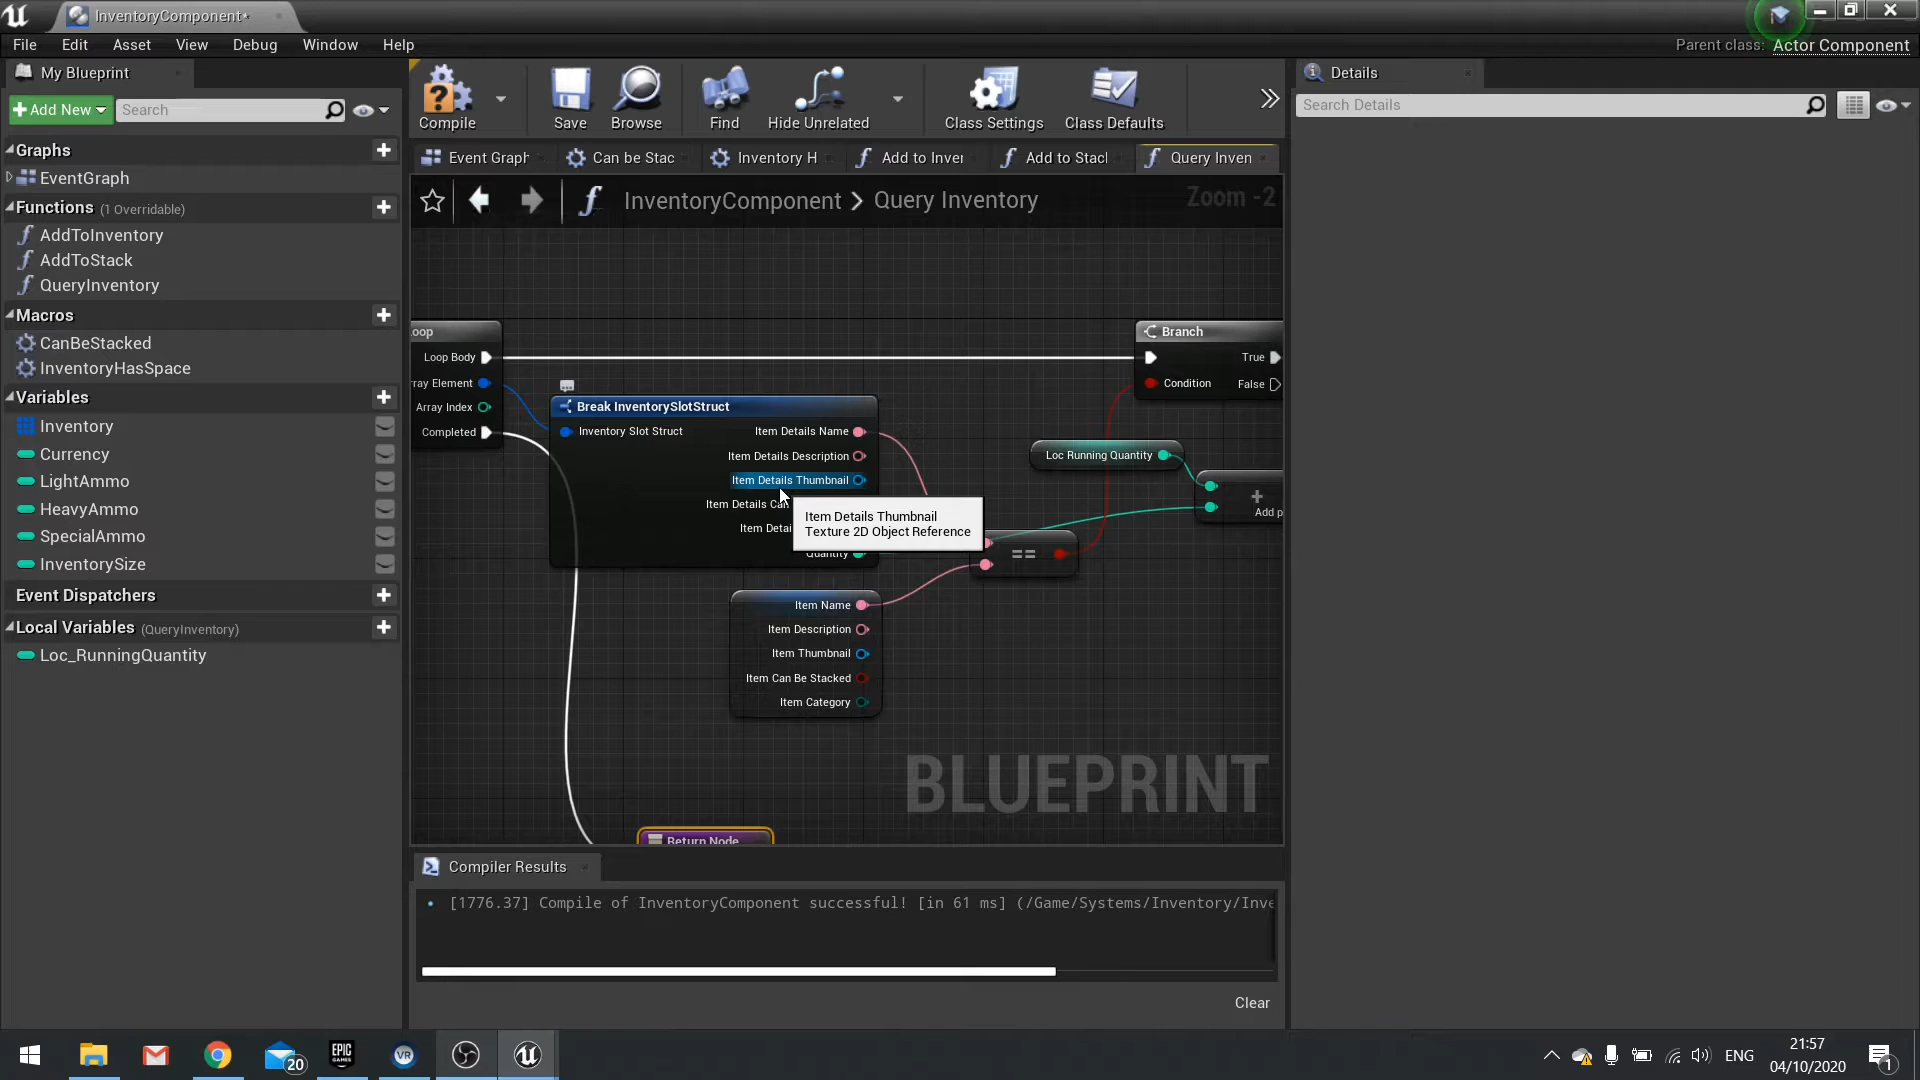 InventoryComponent*
File Edit Asset View Debug Window Help
Parent class: Actor Component
My Blueprint
Add New
Search
Graphs
EventGraph
Functions (1 Overridable)
AddToInventory
AddToStack
QueryInventory
Macros
CanBeStacked
InventoryHasSpace
Variables
Inventory
Currency
LightAmmo
HeavyAmmo
SpecialAmmo
InventorySize
Event Dispatchers
Local Variables (QueryInventory)
Loc_RunningQuantity
Compile
Save
Browse
Find
Hide Unrelated
Class Settings
Class Defaults
Event Graph
Can be Stac
Inventory H
Add to Inver
Add to Stacl
Query Inven
InventoryComponent > Query Inventory
Zoom -2
oop
Loop Body
rray Element
Array Index
Completed
Break InventorySlotStruct
Inventory Slot Struct
Item Details Name
Item Details Description
Item Details Thumbnail
Item Details Can
Item Detai
Quantity
Item Details Thumbnail
Texture 2D Object Reference
Item Name
Item Description
Item Thumbnail
Item Can Be Stacked
Item Category
==
Loc Running Quantity
Branch
True
Condition
False
+
Add p
Return Node
BLUEPRINT
Compiler Results
• [1776.37] Compile of InventoryComponent successful! [in 61 ms] (/Game/Systems/Inventory/Inve
Clear
Details
Search Details
20
EPIC
GAMES
VR
ENG
21:57
04/10/2020
1